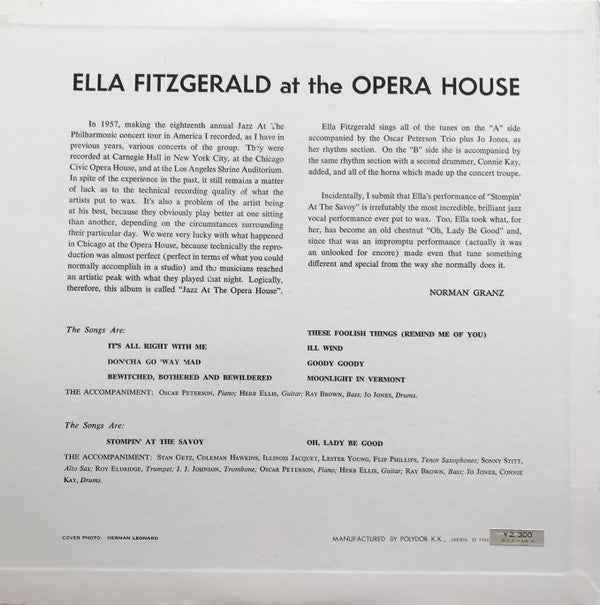 ELLA FITZGERALD at the OPERA HOUSE
In 1957, making the eighteenth annual Jazz At The
Philharmonic concert tour in America I recorded, as I have in
previous years, various concerts of the group. They were
recorded at Carnegie Hall in New York City, at the Chicago
Civic Opera House, and at the Los Angeles Shrine Auditorium.
In spite of the experience in the past, it still remains a matter
of luck as to the technical recording quality of what the
artists put to wax. It's also a problem of the artist being
at his best, because they obviously play better at one sitting
than another, depending on the circumstances surrounding
their particular day. We were very lucky with what happened
in Chicago at the Opera House, because technically the repro-
duction was almost perfect (perfect in terms of what you could
normally accomplish in a studio) and the musicians reached
an artistic peak with what they played that night. Logically,
therefore, this album is called "Jazz At The Opera House".
Ella Fitzgerald sings all of the tunes on the "A" side
accompanied by the Oscar Peterson Trio plus Jo Jones, as
her rhythm section. On the "B" side she is accompanied by
the same rhythm section with a second drummer, Connie Kay,
added, and all of the horns which made up the concert troupe.
Incidentally, I submit that Ella's performance of "Stompin'
At The Savoy" is irrefutably the most incredible, brilliant jazz
vocal performance ever put to wax. Too, Ella took what, for
her, has become an old chestnut "Oh, Lady Be Good" and,
since that was an impromptu performance (actually it was
an unlooked for encore) made even that tune something
different and special from the way she normally does it.
NORMAN GRANZ
The Songs Are:
IT'S ALL RIGHT WITH ME
DON'CHA GO 'WAY MAD
BEWITCHED, BOTHERED AND BEWILDERED
THESE FOOLISH THINGS (REMIND ME OF YOU)
ILL WIND
GOODY GOODY
MOONLIGHT IN VERMONT
THE ACCOMPANIMENT: OSCAR PETERSON, Piano; HERB ELLIS, Guitar; RAY BROWN, Bass; JO JONES, Drums.
The Songs Are:
STOMPIN' AT THE SAVOY
OH, LADY BE GOOD
THE ACCOMPANIMENT: STAN GETZ, COLEMAN HAWKINS, ILLINOIS JACQUET, LESTER YOUNG, FLIP PHILLIPS, Tenor Saxophones; SONNY STITT,
Alto Sax; ROY ELDRIDGE, Trumpet; J. J. JOHNSON, Trombone; OSCAR PETERSON, Piano; HERB ELLIS, Guitar; RAY BROWN, Bass; JO JONES, CONNIE
KAY, Drums.
COVER PHOTO: HERMAN LEONARD
MANUFACTURED BY POLYDOR K.K., JAPAN
¥2,300